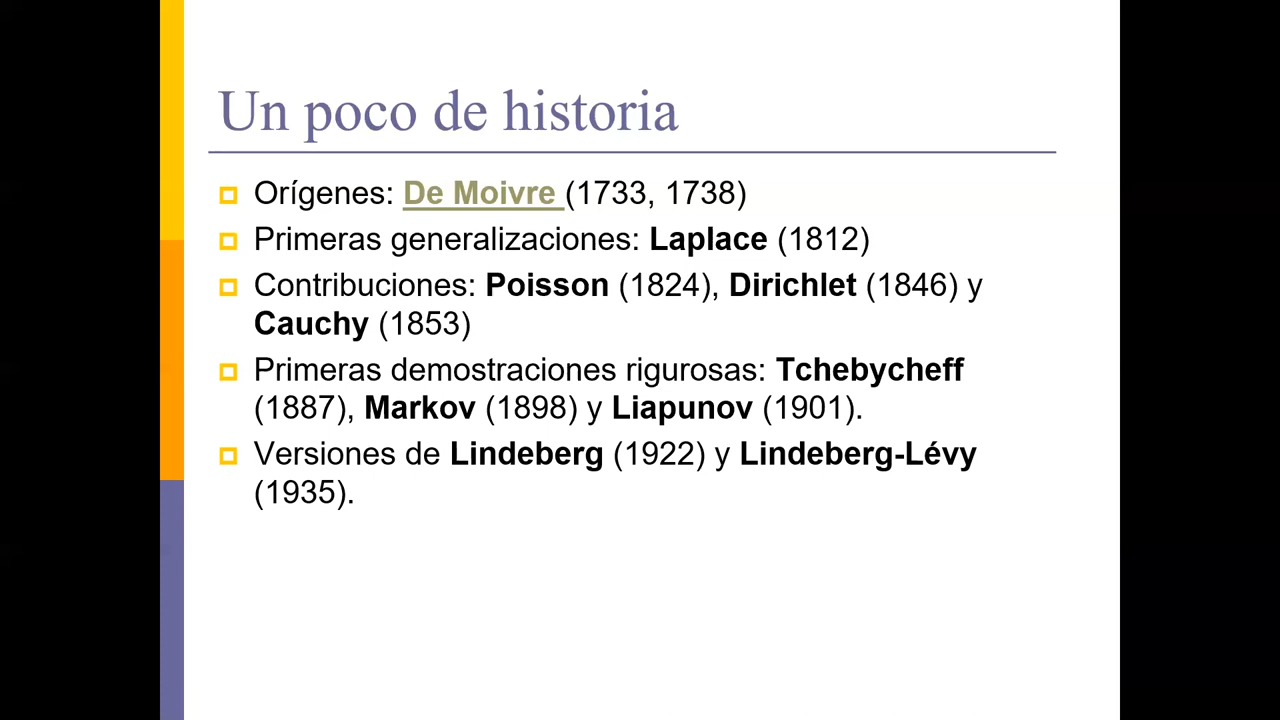 Un poco de historia
Orígenes: De Moivre (1733, 1738)
Primeras generalizaciones: Laplace (1812)
Contribuciones: Poisson (1824), Dirichlet (1846) y
Cauchy (1853)
Primeras demostraciones rigurosas: Tchebycheff
(1887), Markov (1898) y Liapunov (1901).
Versiones de Lindeberg (1922) y Lindeberg-Lévy
(1935).